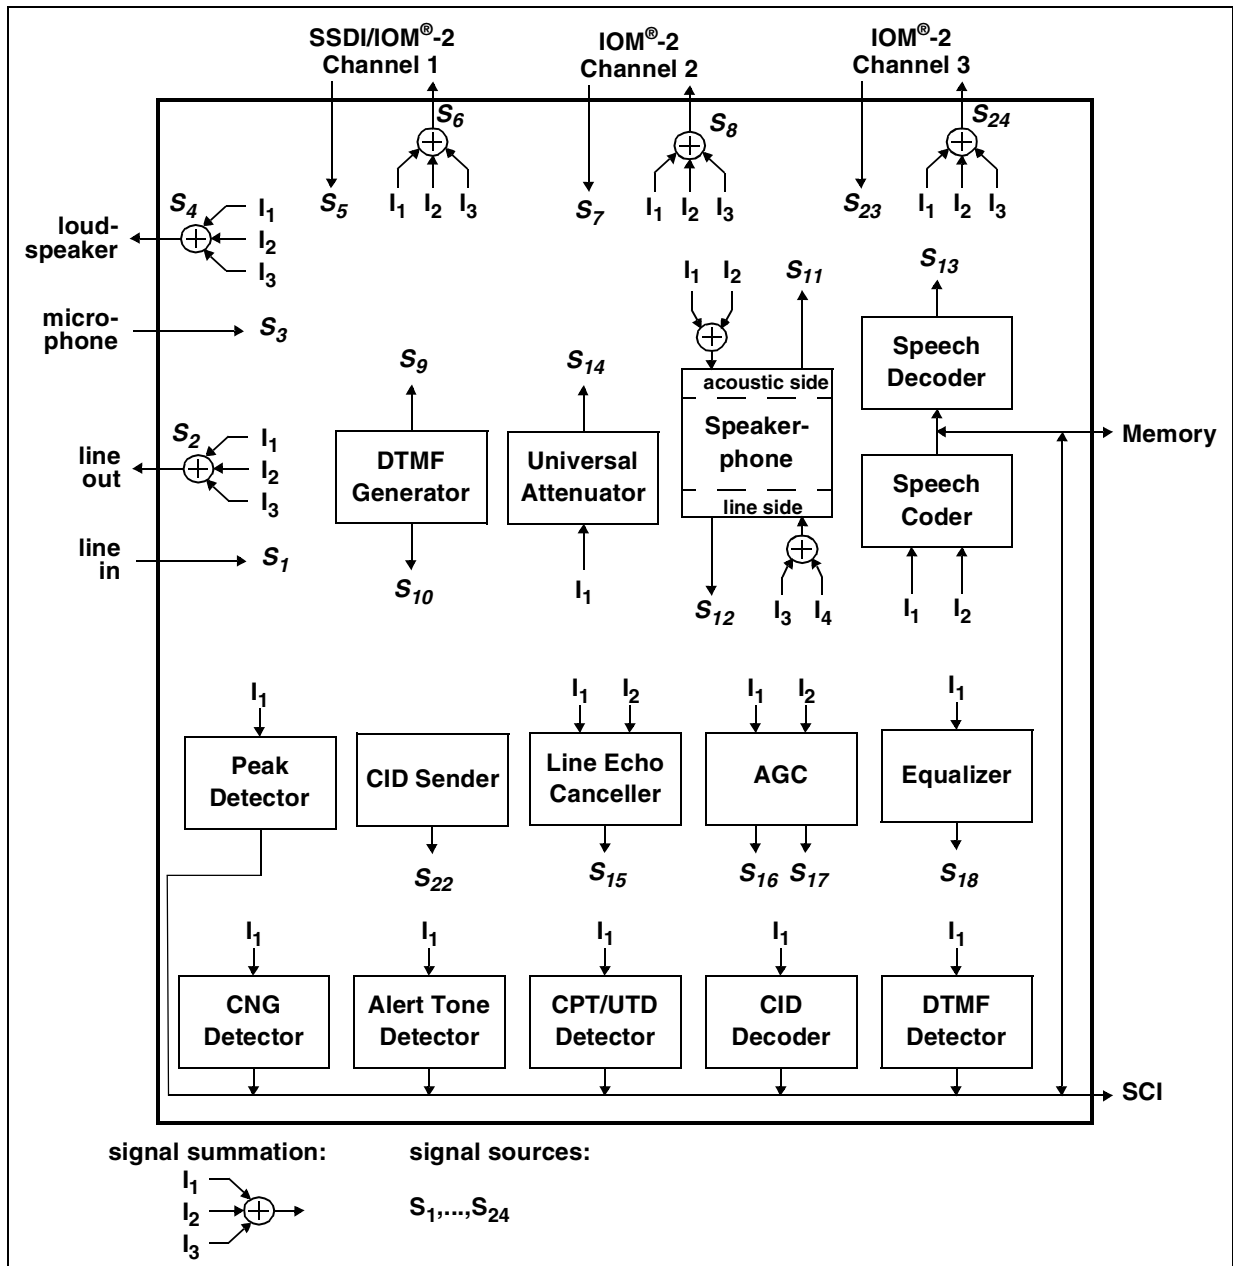 SSDI/IOM®-2
Channel 1
IOM®-2
Channel 2
IOM®-2
Channel 3
S6
S8
S24
S5
I1 I2 I3
S7
I1 I2 I3
S23
I1 I2 I3
S4
I1
I2
I3
loud-
speaker
micro-
phone
S3
I1 I2
S11
S13
Speech
Decoder
S9
S14
acoustic side
Speaker-
phone
line side
Memory
S2
I1
I2
I3
line
out
DTMF
Generator
Universal
Attenuator
Speech
Coder
line
in
S1
S10
I1
S12
I3 I4
I1 I2
I1
I1 I2
I1 I2
I1
Peak
Detector
CID Sender
Line Echo
Canceller
AGC
Equalizer
S22
S15
S16 S17
S18
I1
I1
I1
I1
I1
CNG
Detector
Alert Tone
Detector
CPT/UTD
Detector
CID
Decoder
DTMF
Detector
SCI
signal summation:
signal sources:
I1
I2
I3
S1,...,S24